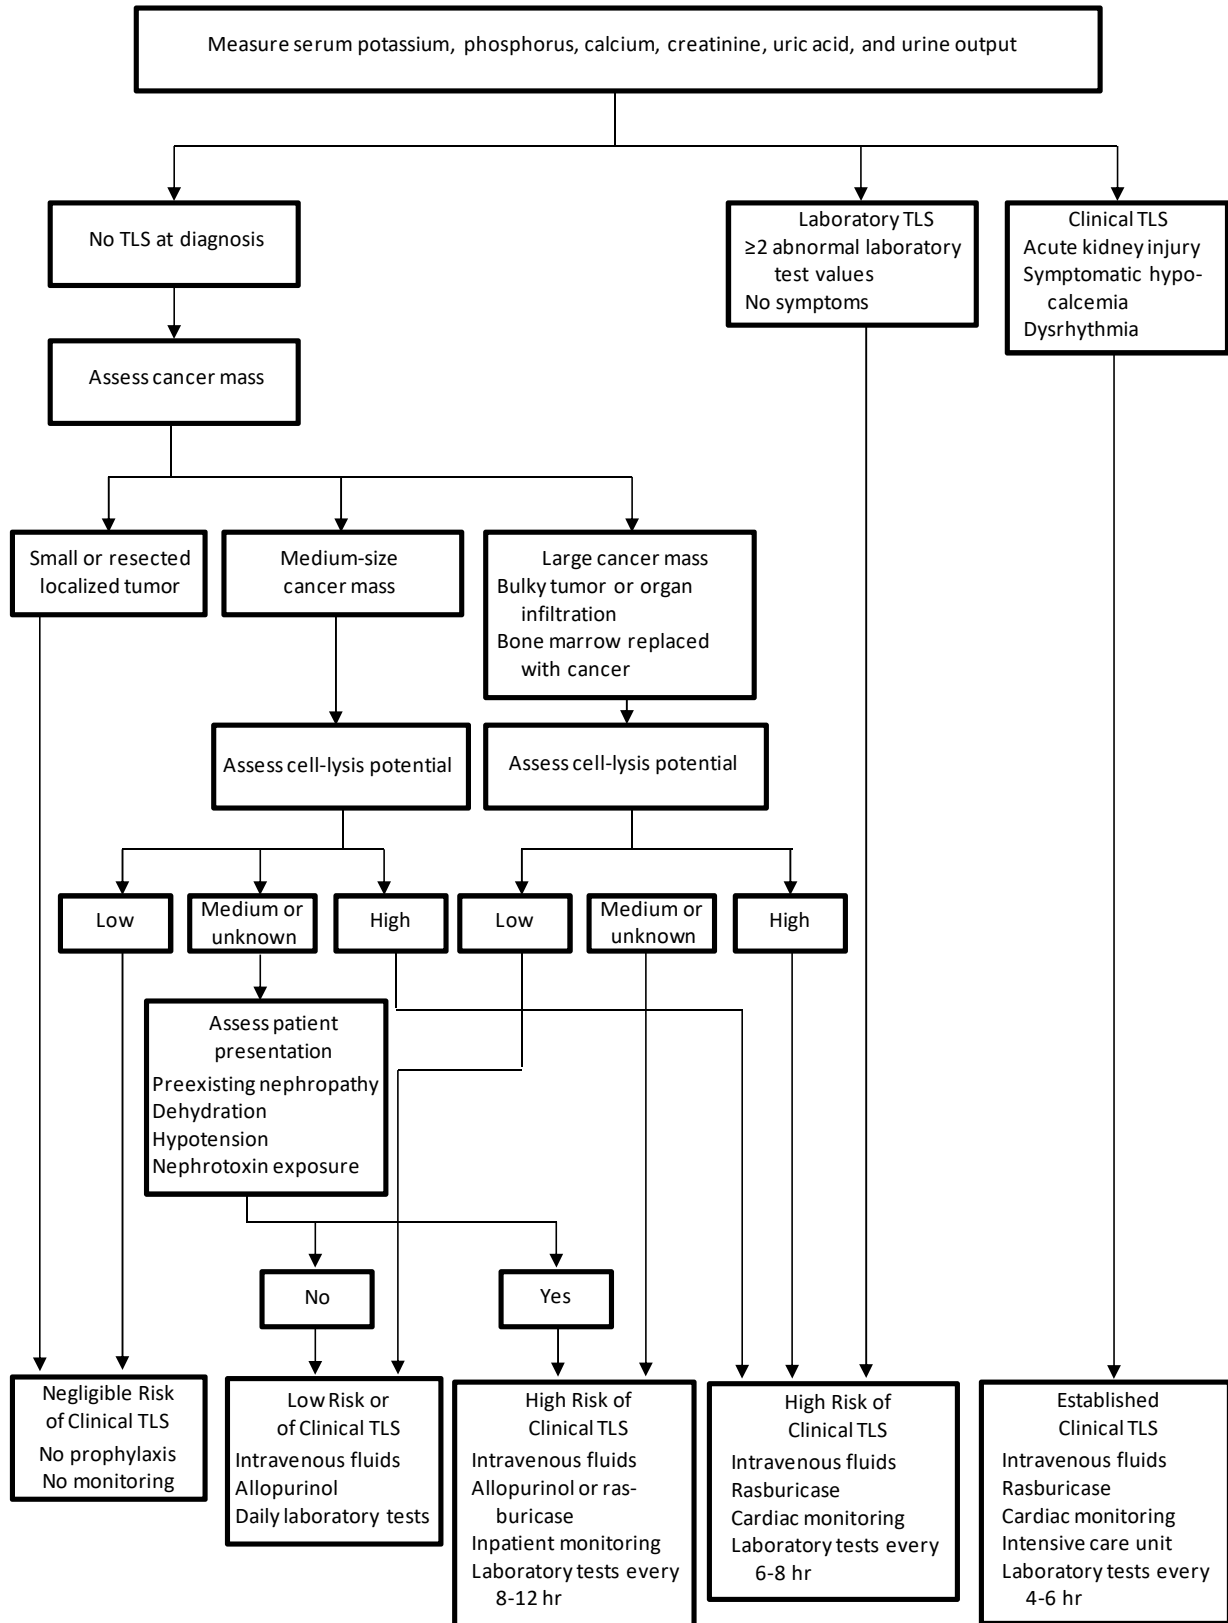 Measure serum potassium, phosphorus, calcium, creatinine, uric acid, and urine output
No TLS at diagnosis
Laboratory TLS
≥2 abnormal laboratory
test values
No symptoms
Clinical TLS
Acute kidney injury
Symptomatic hypo-
calcemia
Dysrhythmia
Assess cancer mass
Small or resected
localized tumor
Medium-size
cancer mass
Large cancer mass
Bulky tumor or organ
infiltration
Bone marrow replaced
with cancer
Assess cell-lysis potential
Assess cell-lysis potential
Low
Medium or
unknown
High
Low
Medium or
unknown
High
Assess patient
presentation
Preexisting nephropathy
Dehydration
Hypotension
Nephrotoxin exposure
No
Yes
Negligible Risk
of Clinical TLS
No prophylaxis
No monitoring
Low Risk or
of Clinical TLS
Intravenous fluids
Allopurinol
Daily laboratory tests
High Risk of
Clinical TLS
Intravenous fluids
Allopurinol or ras-
buricase
Inpatient monitoring
Laboratory tests every
8-12 hr
High Risk of
Clinical TLS
Intravenous fluids
Rasburicase
Cardiac monitoring
Laboratory tests every
6-8 hr
Established
Clinical TLS
Intravenous fluids
Rasburicase
Cardiac monitoring
Intensive care unit
Laboratory tests every
4-6 hr